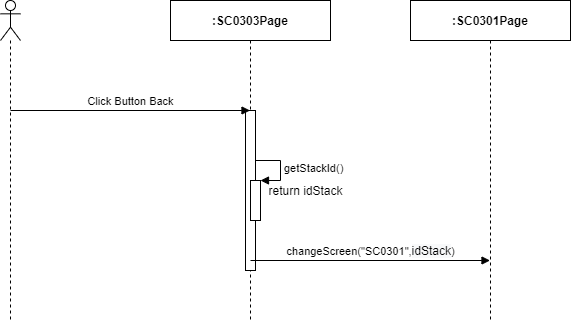 :SC0303Page
:SC0301Page
Click Button Back
getStackId()
return idStack
changeScreen("SC0301",idStack)